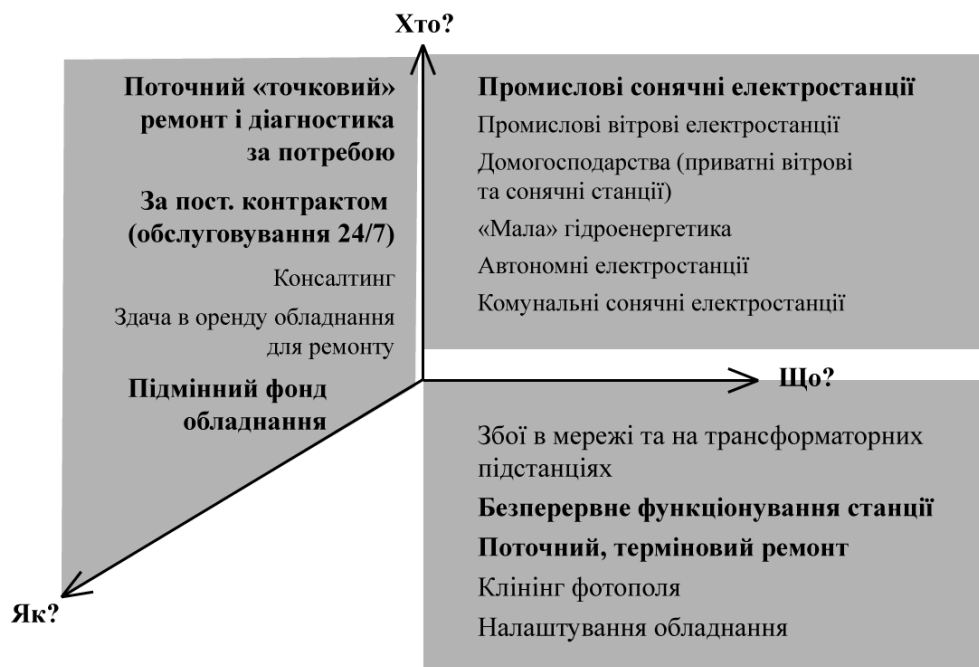 Хто?
Поточний «точковий»
ремонт і діагностика
за потребою
За пост. контрактом
(обслуговування 24/7)
Консалтинг
Здача в оренду обладнання
для ремонту
Підмінний фонд
обладнання
Промислові сонячні електростанції
Промислові вітрові електростанції
Домогосподарства (приватні вітрові
та сонячні станції)
«Мала» гідроенергетика
Автономні електростанції
Комунальні сонячні електростанції
Що?
Збої в мережі та на трансформаторних
підстанціях
Безперервне функціонування станції
Поточний, терміновий ремонт
Клінінг фотополя
Налаштування обладнання
Як?